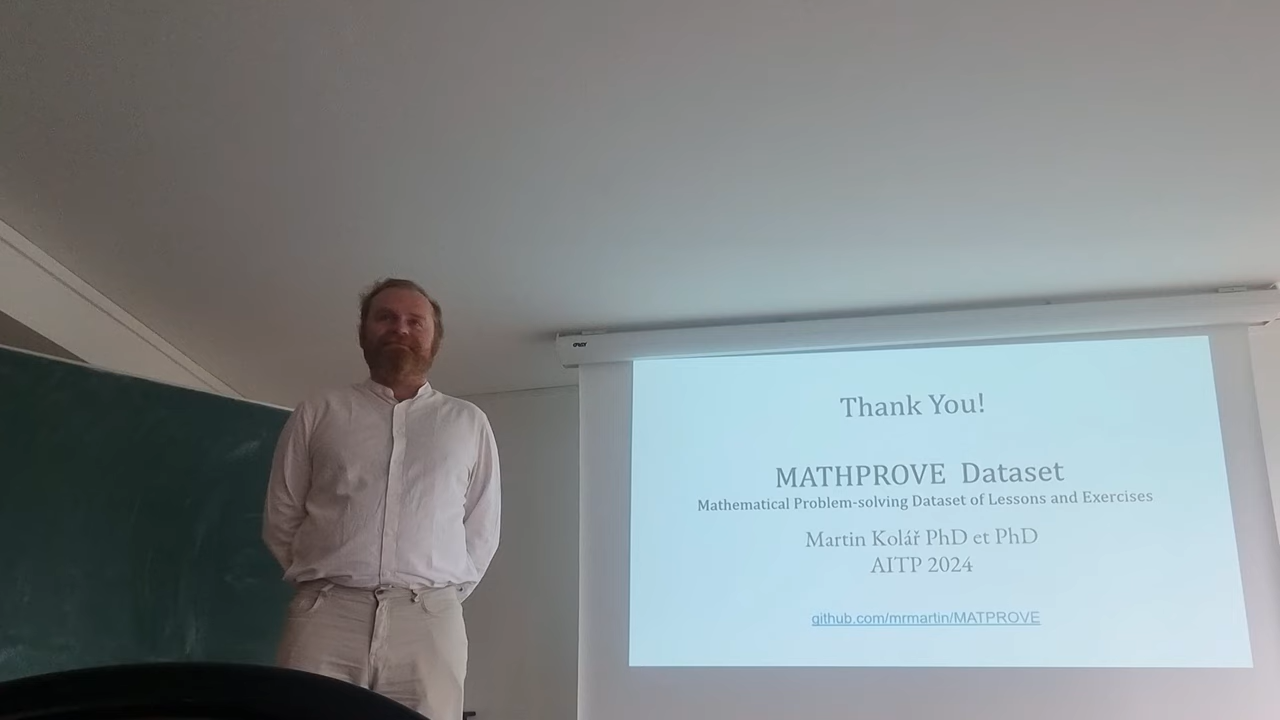 Thank You!
MATHPROVE Dataset
Mathematical Problem-solving Dataset of Lessons and Exercises
Martin Kolář PhD et PhD
AITP 2024
github.com/mrmartin/MATPROVE